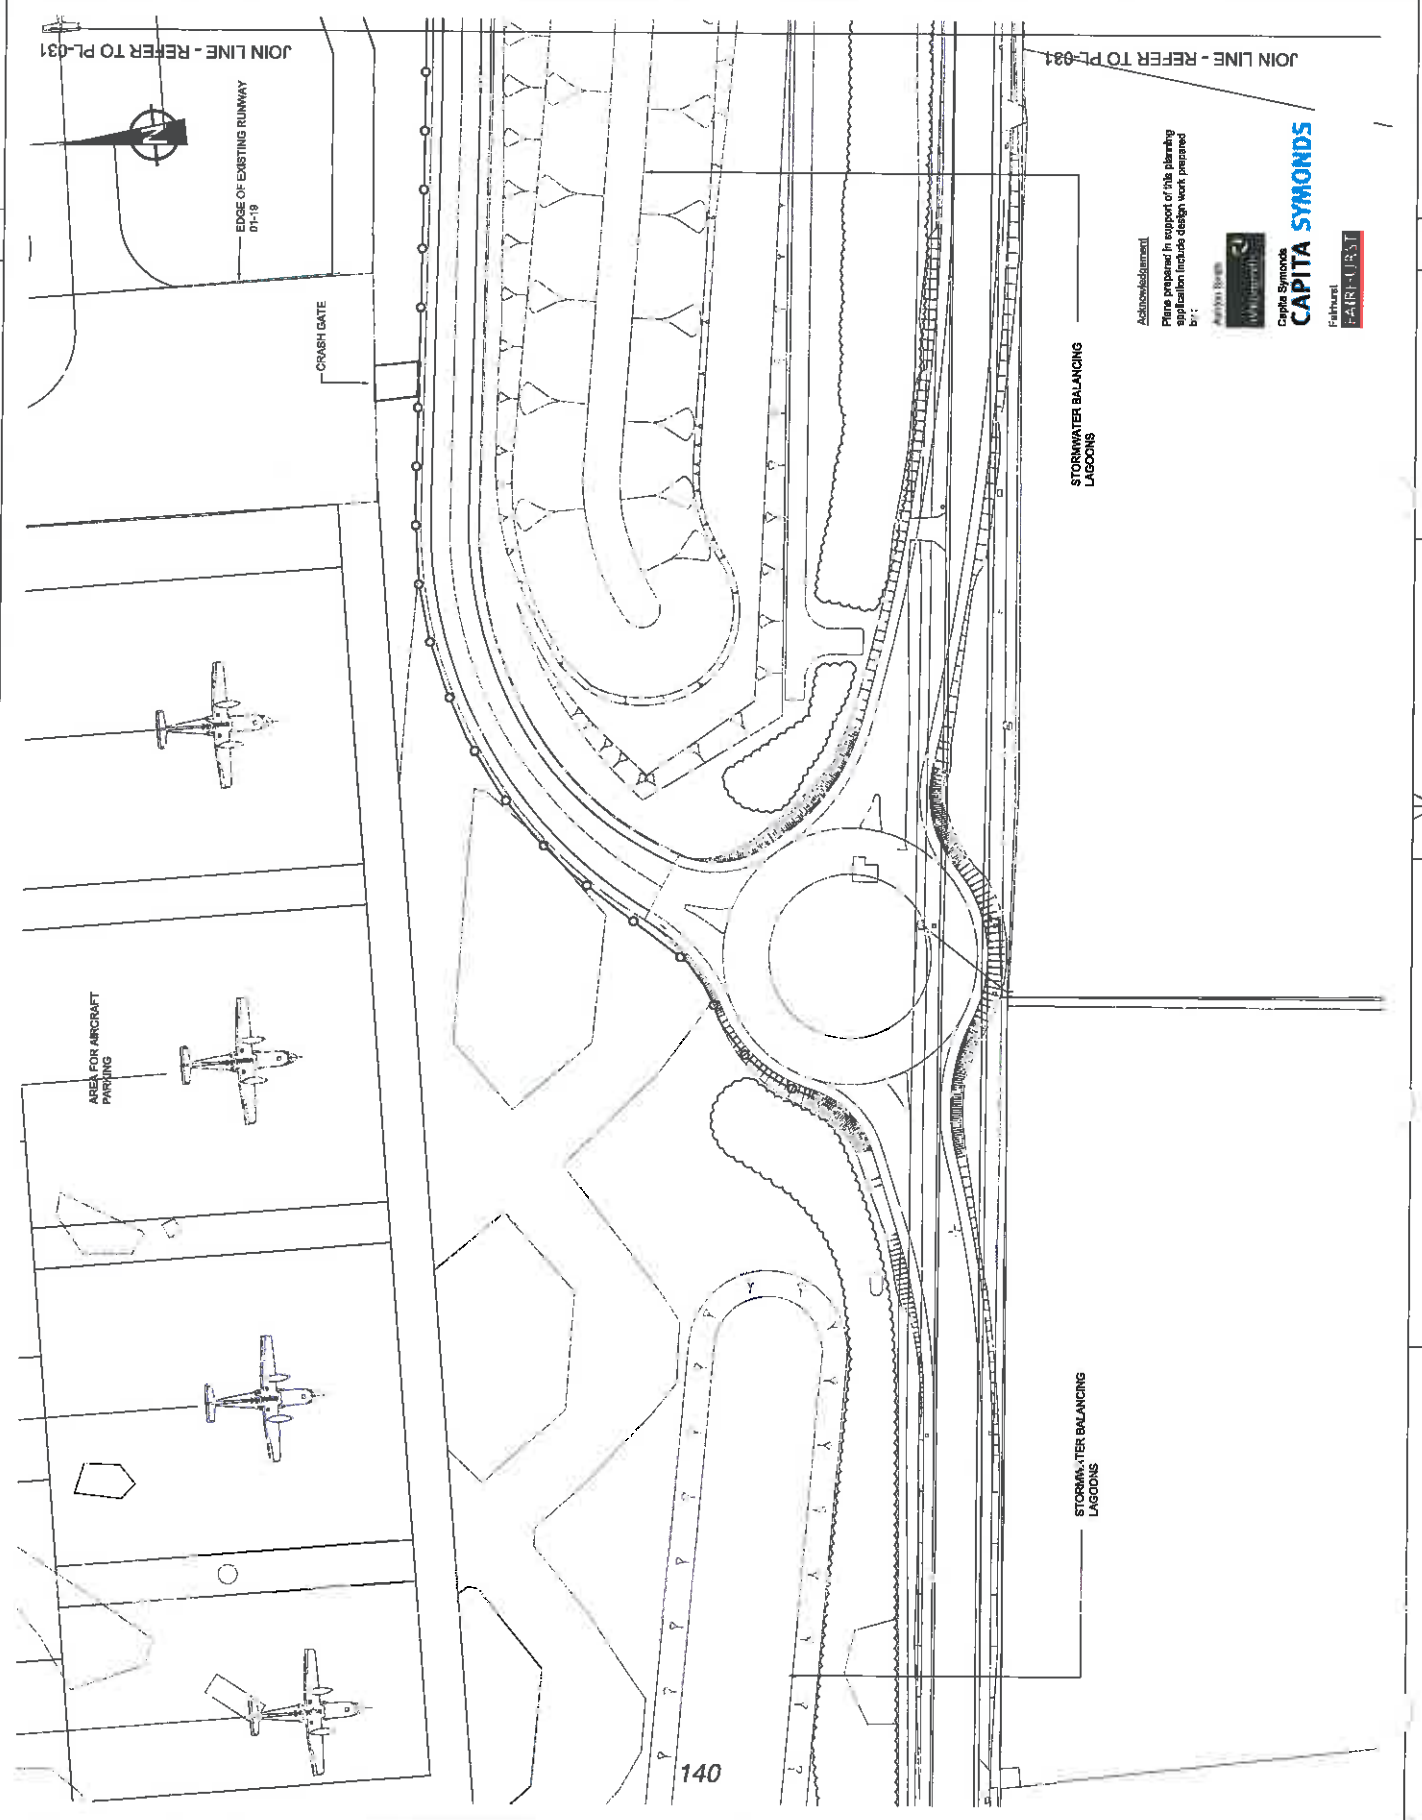 JOIN LINE - REFER TO PL-031
JOIN LINE - REFER TO PL-031
N
EDGE OF EXISTING RUNWAY
01-19
CRASH GATE
AREA FOR AIRCRAFT
PARKING
STORMWATER BALANCING
LAGOONS
STORMWATER BALANCING
LAGOONS
Acknowledgement
Plans prepared in support of this planning
application include design work prepared
by :
Capita Symonds
CAPITA SYMONDS
Fairhurst
FAIRHURST
140